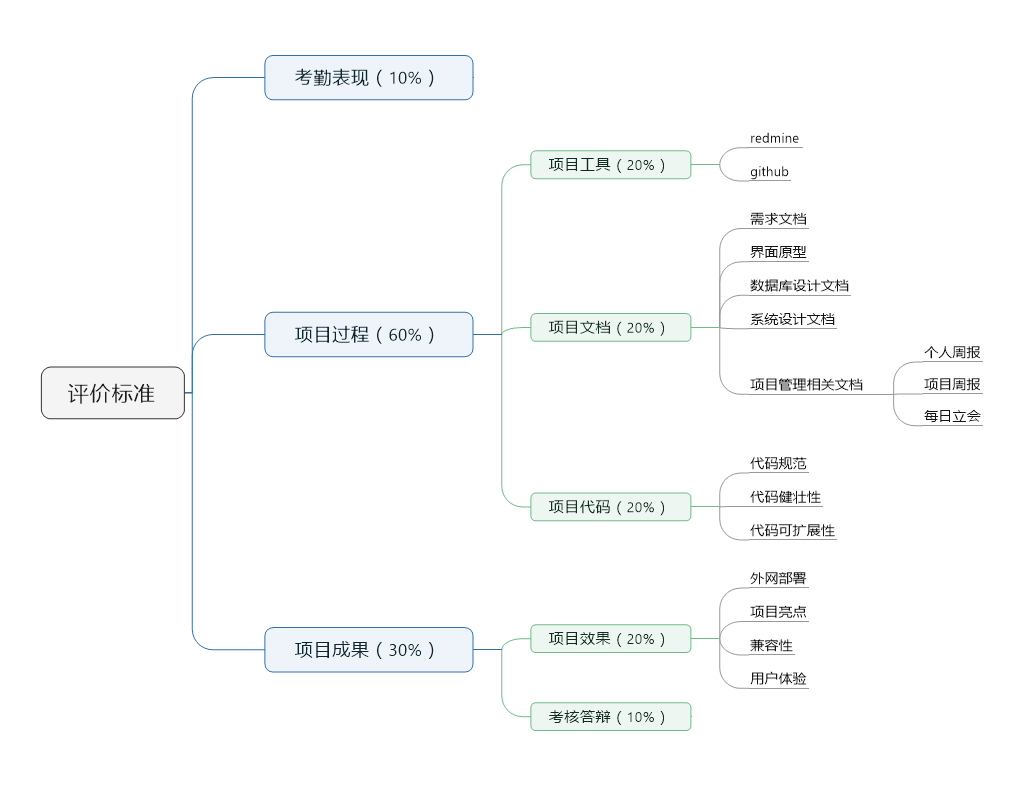 评价标准
考勤表现（10%）
项目过程（60%）
项目工具（20%）
redmine
github
项目文档（20%）
需求文档
界面原型
数据库设计文档
系统设计文档
项目管理相关文档
个人周报
项目周报
每日立会
项目代码（20%）
代码规范
代码健壮性
代码可扩展性
项目成果（30%）
项目效果（20%）
外网部署
项目亮点
兼容性
用户体验
考核答辩（10%）